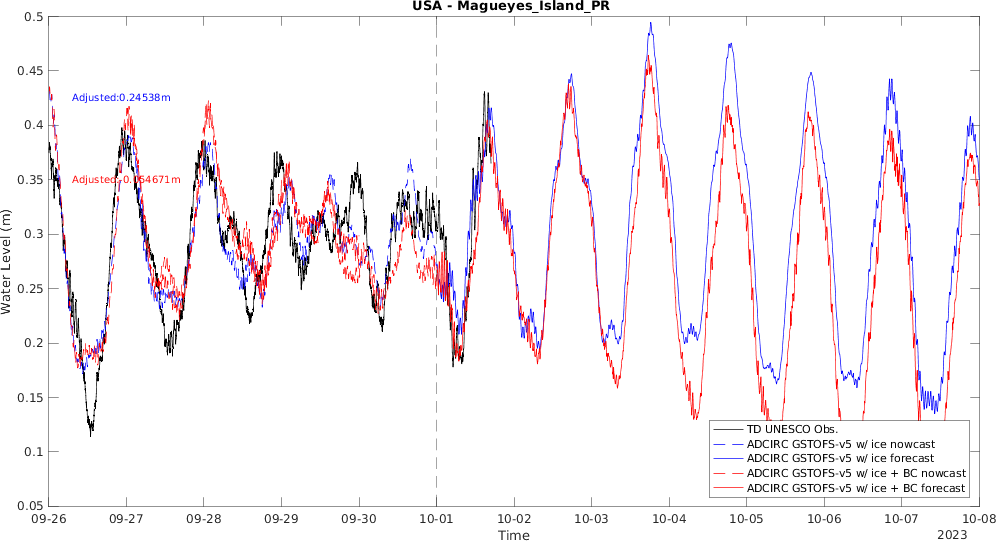 USA - Magueyes_Island_PR
Water Level (m)
0.5
0.45
0.4
0.35
0.3
0.25
0.2
0.15
0.1
0.05
Adjusted:0.24538m
Adjusted:
TD UNESCO Obs.
ADCIRC GSTOFS-v5 w/ ice nowcast
ADCIRC GSTOFS-v5 w/ ice forecast
ADCIRC GSTOFS-v5 w/ ice + BC nowcast
ADCIRC GSTOFS-v5 w/ ice + BC forecast
09-26 09-27 09-28 09-29 09-30 10-01 10-02 10-03 10-04 10-05 10-06 10-07 10-08
Time
2023